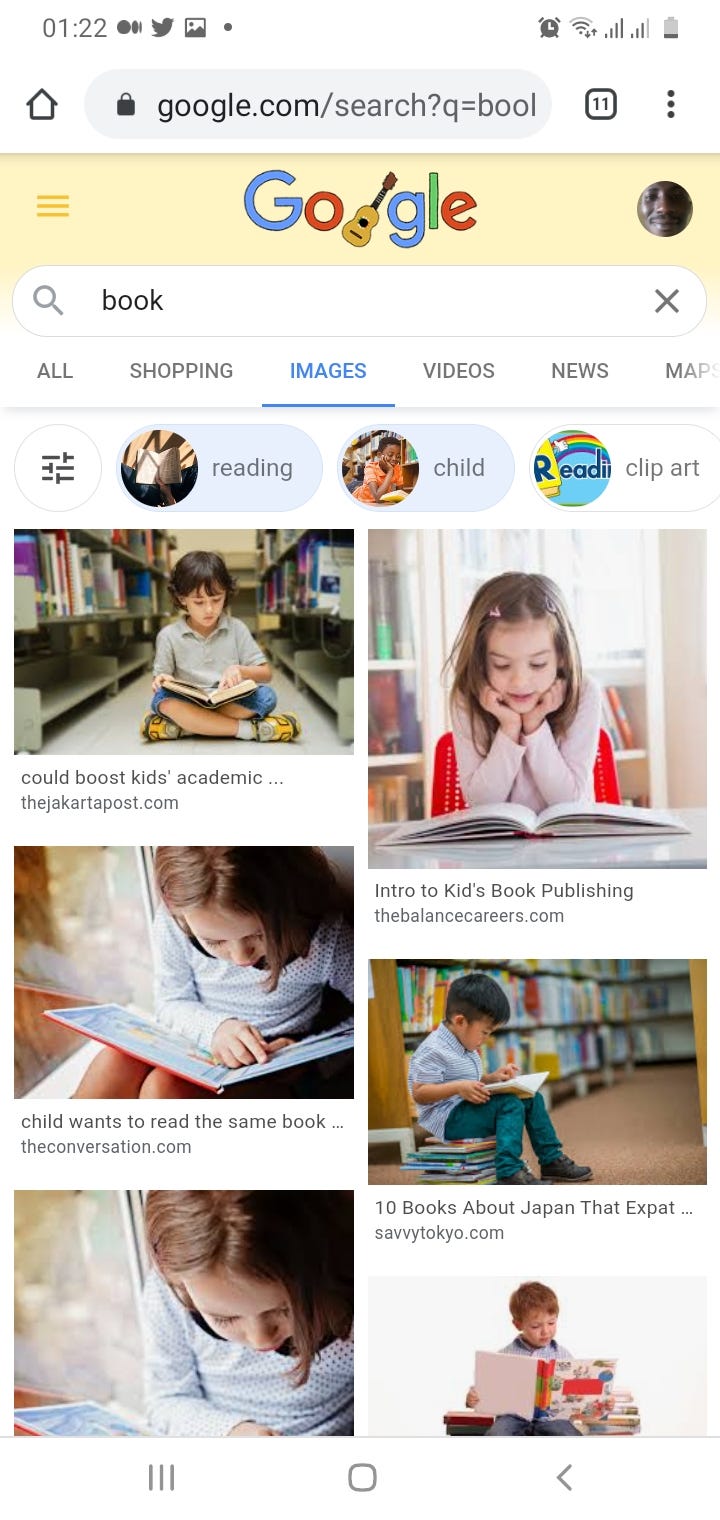 01:22
google.com/search?q=bool
11
Google
book
ALL SHOPPING IMAGES VIDEOS NEWS MAPS
reading child Readi clip art
could boost kids' academic ...
thejakartapost.com
Intro to Kid's Book Publishing
thebalancecareers.com
child wants to read the same book ...
theconversation.com
10 Books About Japan That Expat ...
savvytokyo.com